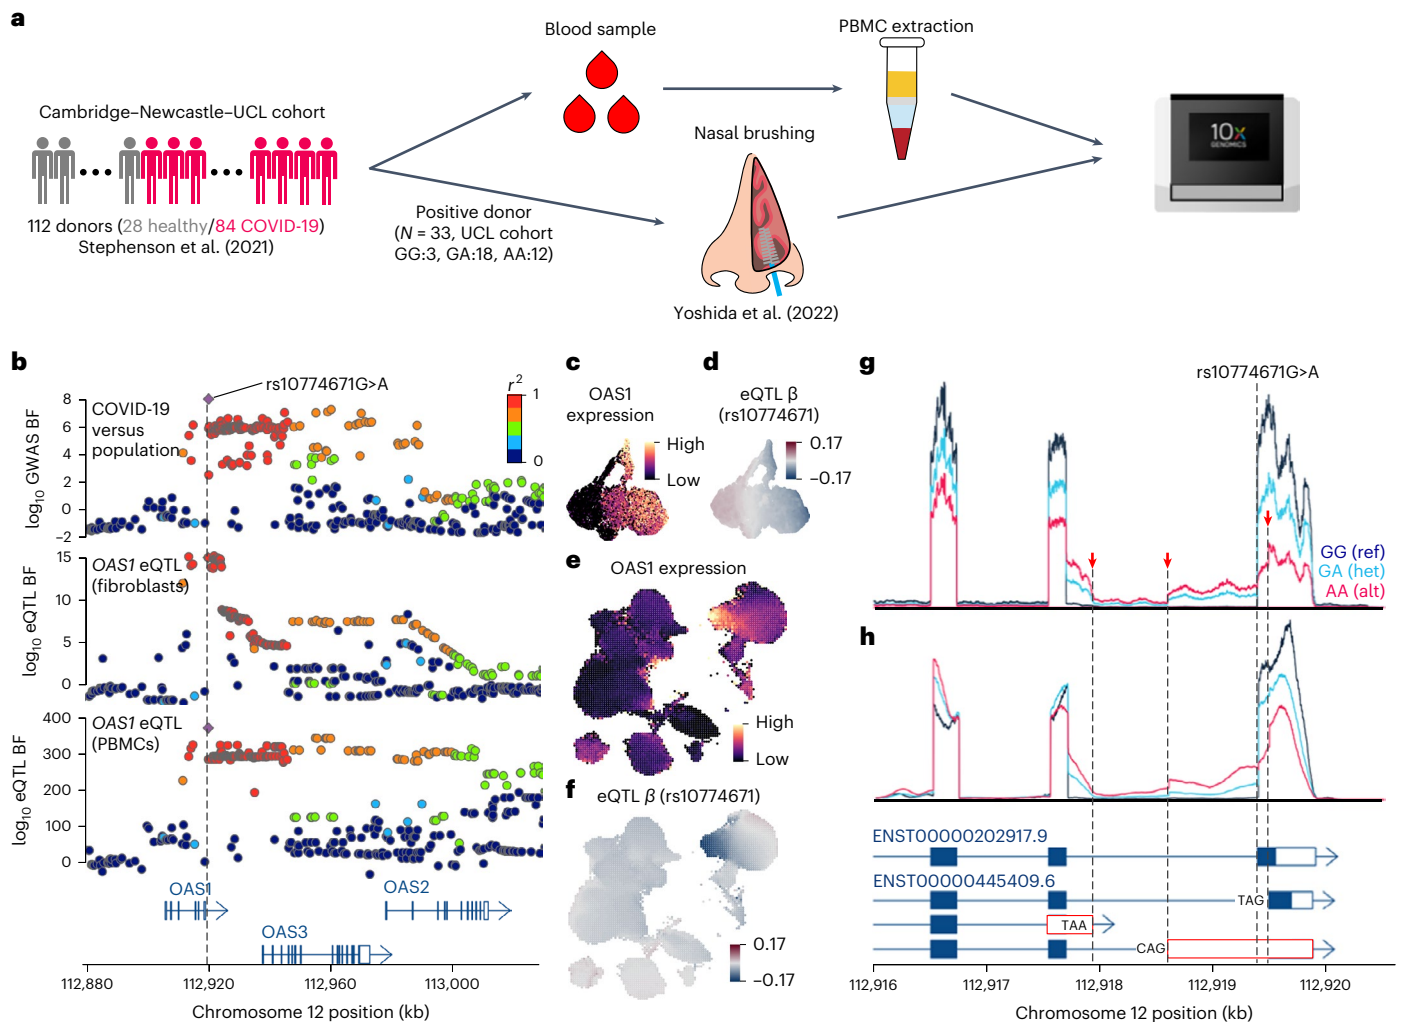 a
Cambridge–Newcastle–UCL cohort
112 donors (28 healthy/84 COVID-19)
Stephenson et al. (2021)
Blood sample
PBMC extraction
Nasal brushing
Positive donor
(N = 33, UCL cohort
GG:3, GA:18, AA:12)
Yoshida et al. (2022)
10x
GENOMICS
b
rs10774671G>A
r²
1
0
COVID-19
versus
population
log₁₀ GWAS BF
8
6
4
2
0
−2
OAS1 eQTL
(fibroblasts)
log₁₀ eQTL BF
15
10
5
0
OAS1 eQTL
(PBMCs)
log₁₀ eQTL BF
400
300
200
100
0
OAS1
OAS2
OAS3
112,880
112,920
112,960
113,000
Chromosome 12 position (kb)
c
OAS1
expression
High
Low
d
eQTL β
(rs10774671)
0.17
−0.17
e
OAS1 expression
High
Low
f
eQTL β (rs10774671)
0.17
−0.17
g
rs10774671G>A
GG (ref)
GA (het)
AA (alt)
h
ENST00000202917.9
ENST00000445409.6
TAG
TAA
CAG
112,916
112,917
112,918
112,919
112,920
Chromosome 12 position (kb)